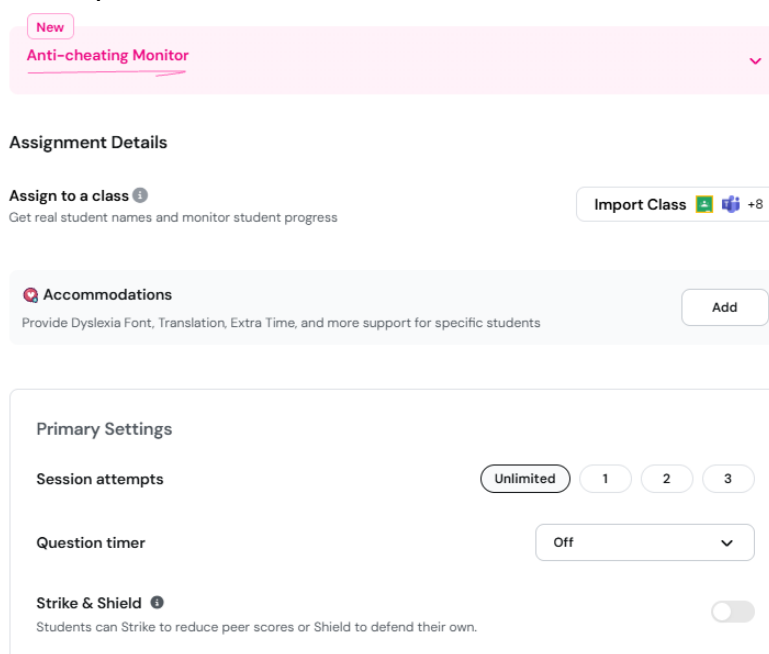 New
Anti-cheating Monitor
Assignment Details
Assign to a class
Get real student names and monitor student progress
Import Class +8
Accommodations
Provide Dyslexia Font, Translation, Extra Time, and more support for specific students
Add
Primary Settings
Session attempts
Unlimited 1 2 3
Question timer
Off
Strike & Shield
Students can Strike to reduce peer scores or Shield to defend their own.